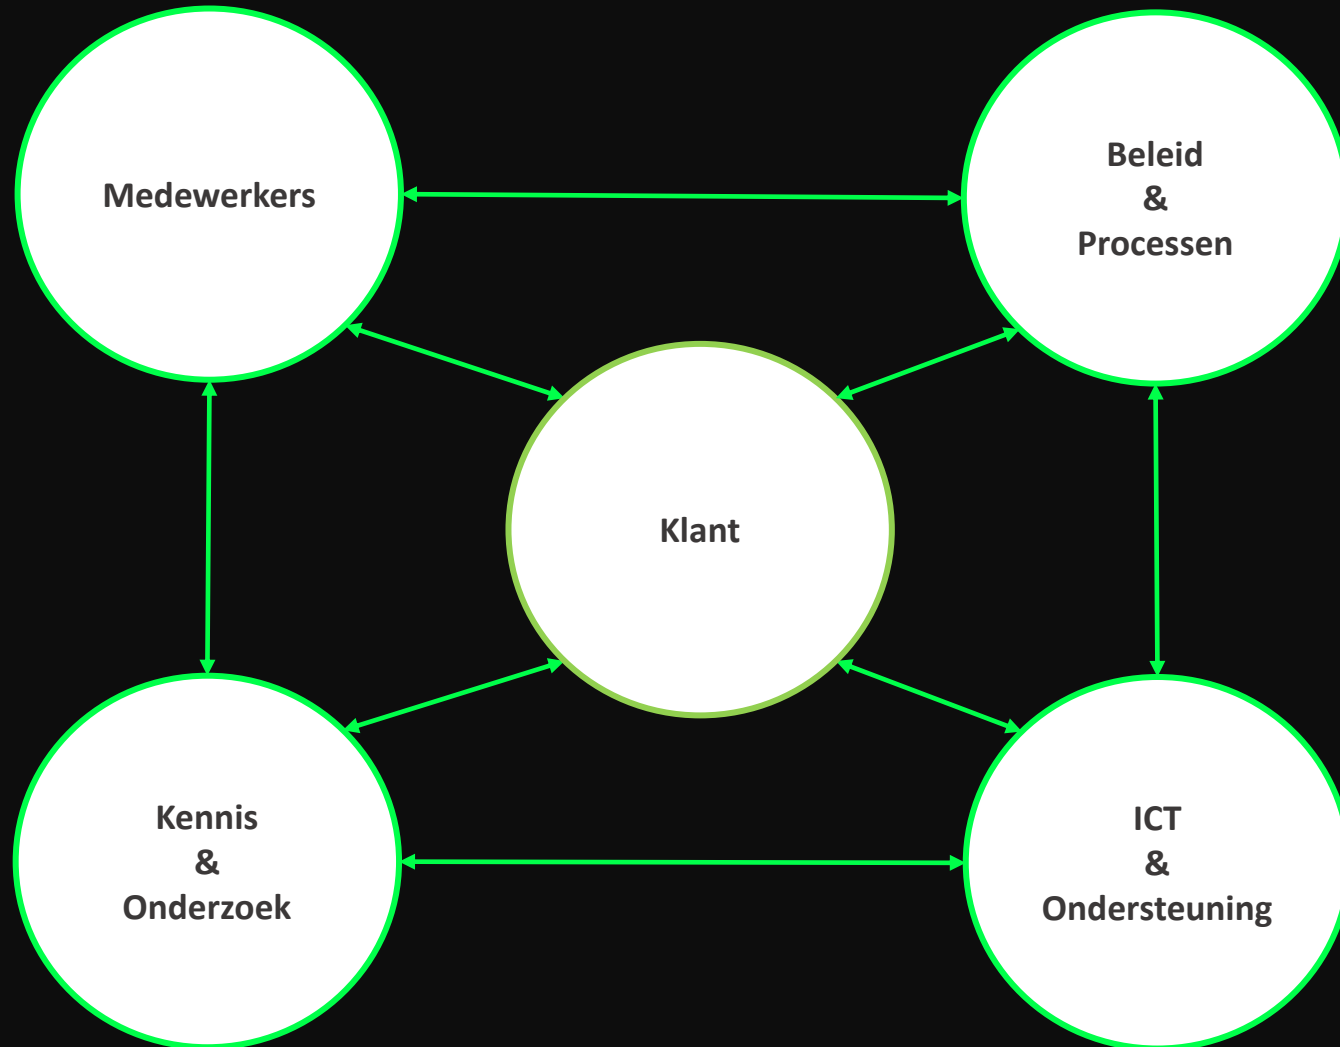 Medewerkers
Beleid
&
Processen
Klant
Kennis
&
Onderzoek
ICT
&
Ondersteuning